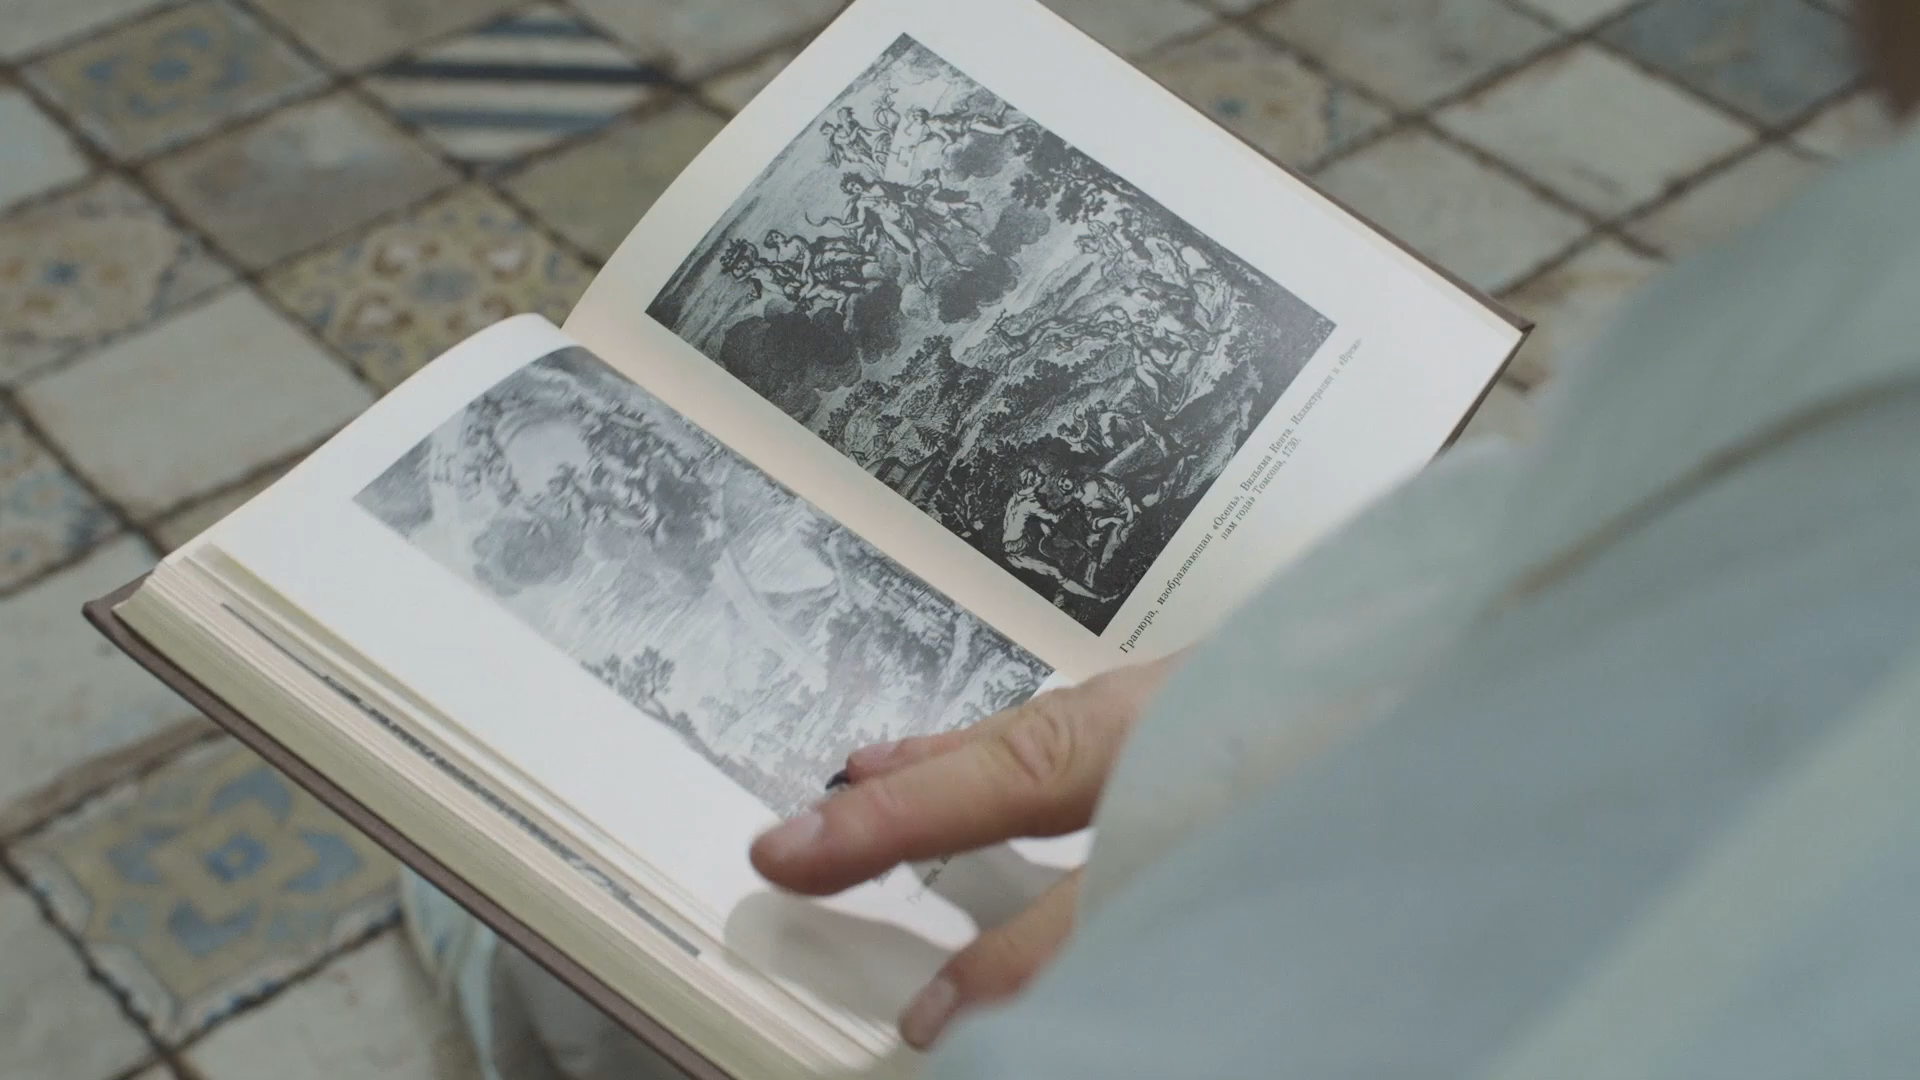 Гравюра, изображающая «Осень», Вильяма Кента. Иллюстрация к «Време-
нам года» Томсона, 1730.